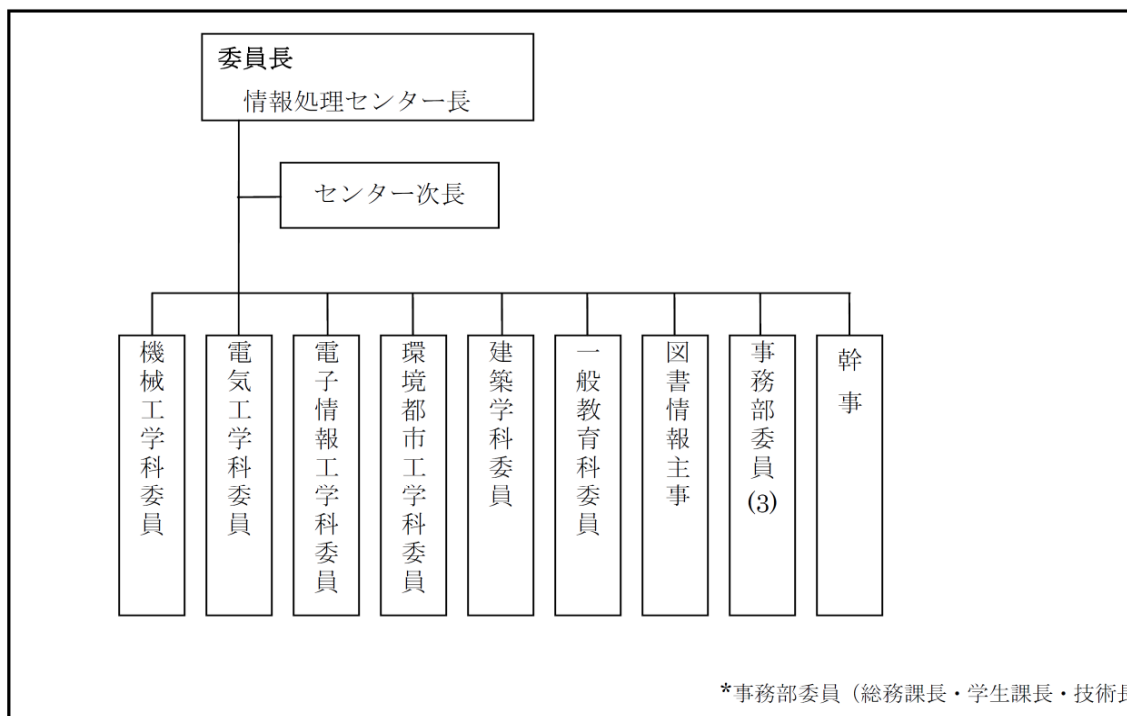 委員長
情報処理センター長
センター次長
機械工学科委員
電気工学科委員
電子情報工学科委員
環境都市工学科委員
建築学科委員
一般教育科委員
図書情報主事
事務部委員(3)
幹事
*事務部委員（総務課長・学生課長・技術長